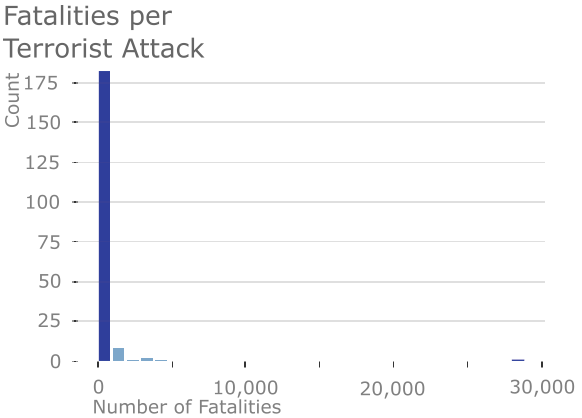 Fatalities per
Terrorist Attack
Count
175
150
125
100
75
50
25
0
0 10,000 20,000 30,000
Number of Fatalities